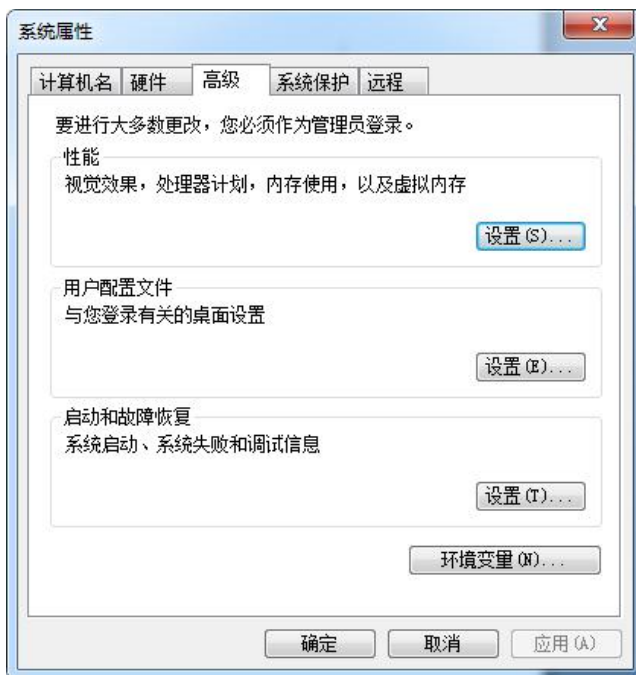 系统属性
计算机名 硬件 高级 系统保护 远程
要进行大多数更改，您必须作为管理员登录。
性能
视觉效果，处理器计划，内存使用，以及虚拟内存
设置(S)...
用户配置文件
与您登录有关的桌面设置
设置(E)...
启动和故障恢复
系统启动、系统失败和调试信息
设置(T)...
环境变量(N)...
确定 取消 应用(A)